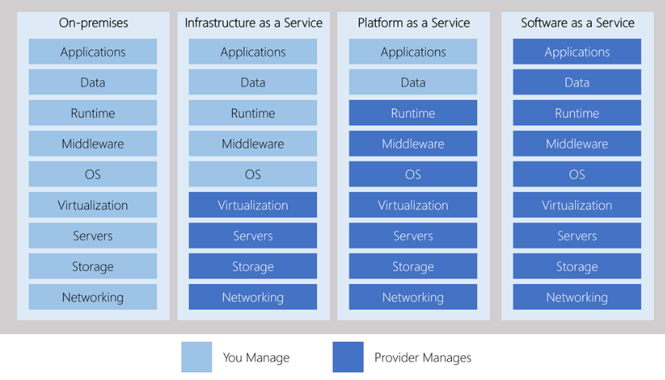 On-premises
Applications
Data
Runtime
Middleware
OS
Virtualization
Servers
Storage
Networking
Infrastructure as a Service
Applications
Data
Runtime
Middleware
OS
Virtualization
Servers
Storage
Networking
Platform as a Service
Applications
Data
Runtime
Middleware
OS
Virtualization
Servers
Storage
Networking
Software as a Service
Applications
Data
Runtime
Middleware
OS
Virtualization
Servers
Storage
Networking
You Manage
Provider Manages